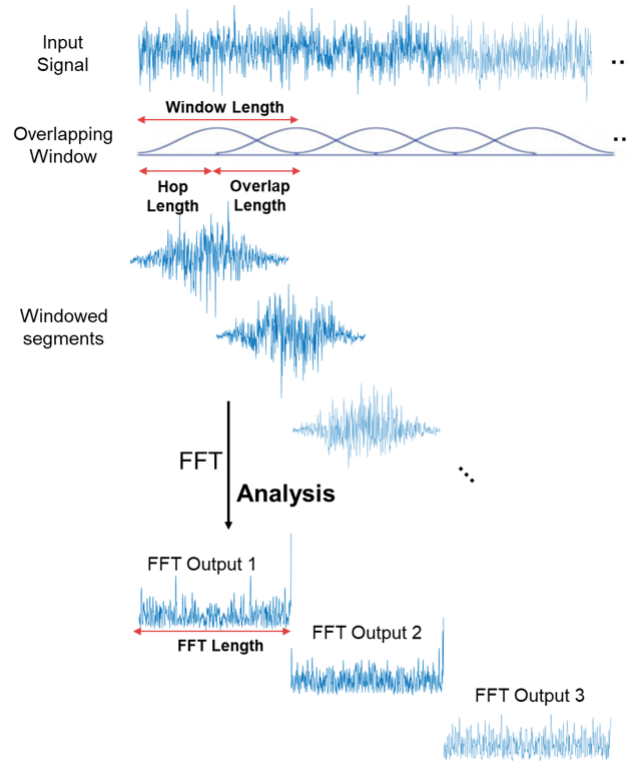 Input
Signal
..
Window Length
Overlapping
Window
..
Hop
Length
Overlap
Length
Windowed
segments
FFT
Analysis
...
FFT Output 1
FFT Length
FFT Output 2
FFT Output 3